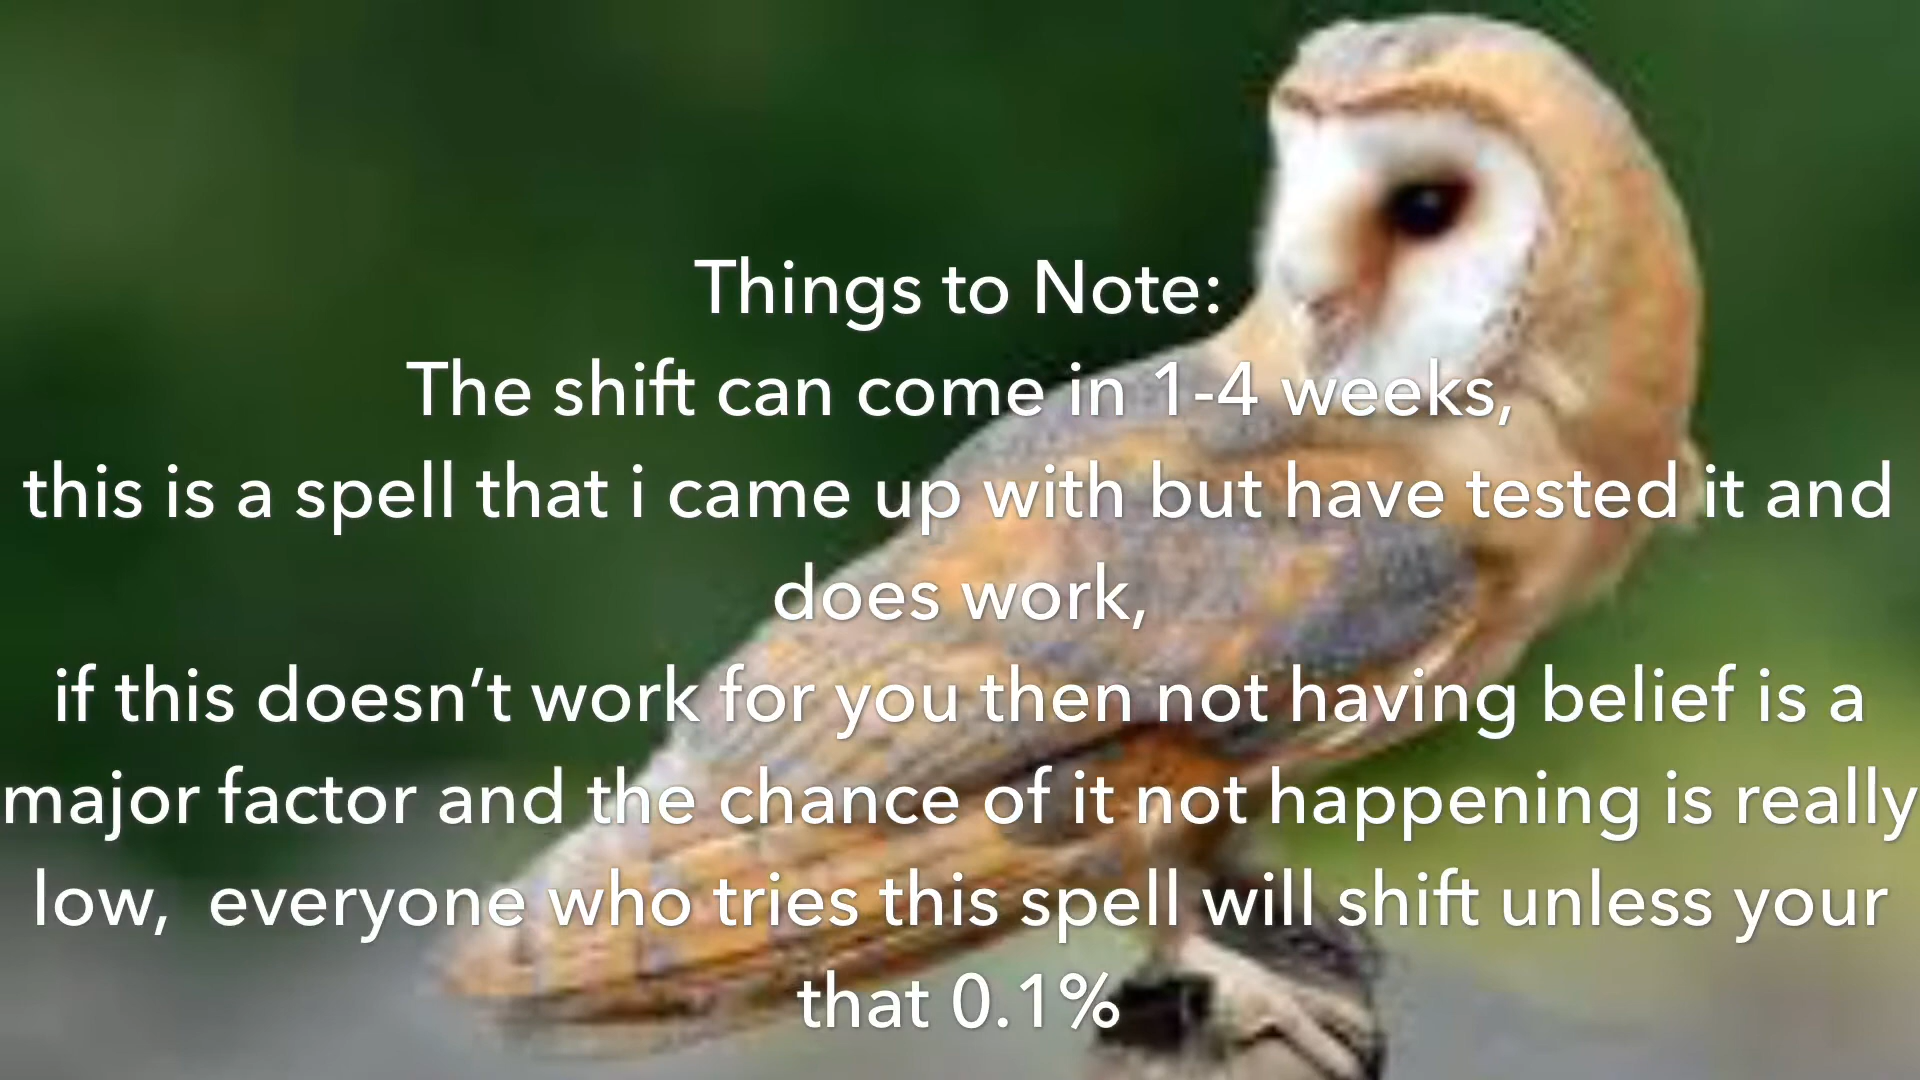 Things to Note:
The shift can come in 1-4 weeks,
this is a spell that i came up with but have tested it and
does work,
if this doesn’t work for you then not having belief is a
major factor and the chance of it not happening is really
low,  everyone who tries this spell will shift unless your
that 0.1%